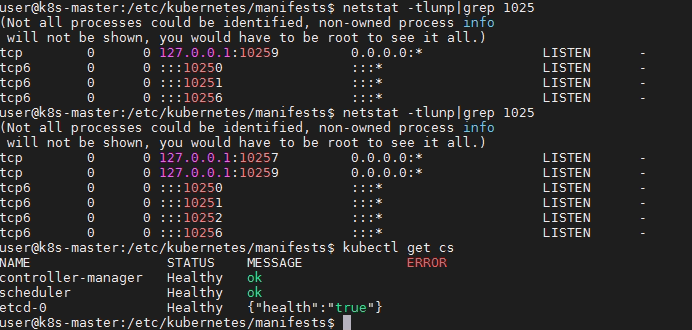 user@k8s-master:/etc/kubernetes/manifests$ netstat -tlunp|grep 1025
(Not all processes could be identified, non-owned process info
will not be shown, you would have to be root to see it all.)
tcp 0 0 127.0.0.1:10259 0.0.0.0:* LISTEN -
tcp6 0 0 :::10250 :::* LISTEN -
tcp6 0 0 :::10251 :::* LISTEN -
tcp6 0 0 :::10256 :::* LISTEN -
user@k8s-master:/etc/kubernetes/manifests$ netstat -tlunp|grep 1025
(Not all processes could be identified, non-owned process info
will not be shown, you would have to be root to see it all.)
tcp 0 0 127.0.0.1:10257 0.0.0.0:* LISTEN -
tcp 0 0 127.0.0.1:10259 0.0.0.0:* LISTEN -
tcp6 0 0 :::10250 :::* LISTEN -
tcp6 0 0 :::10251 :::* LISTEN -
tcp6 0 0 :::10252 :::* LISTEN -
tcp6 0 0 :::10256 :::* LISTEN -
user@k8s-master:/etc/kubernetes/manifests$ kubectl get cs
NAME STATUS MESSAGE ERROR
controller-manager Healthy ok
scheduler Healthy ok
etcd-0 Healthy {"health":"true"}
user@k8s-master:/etc/kubernetes/manifests$